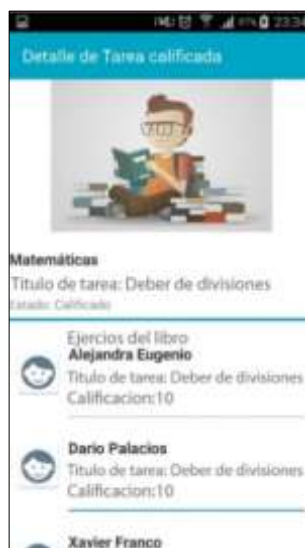 23:34
Detalle de Tarea calificada
Matemáticas
Titulo de tarea: Deber de divisiones
Estado: Calificado
Ejercios del libro
Alejandra Eugenio
Titulo de tarea: Deber de divisiones
Calificacion:10
Dario Palacios
Titulo de tarea: Deber de divisiones
Calificacion:10
Xavier Franco